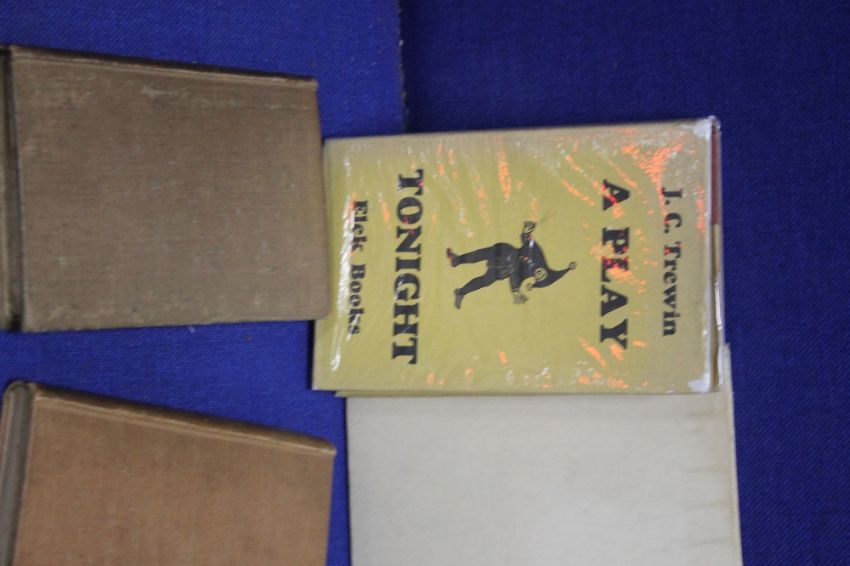 J. C. Trewin
A PLAY
TONIGHT
Elek Books